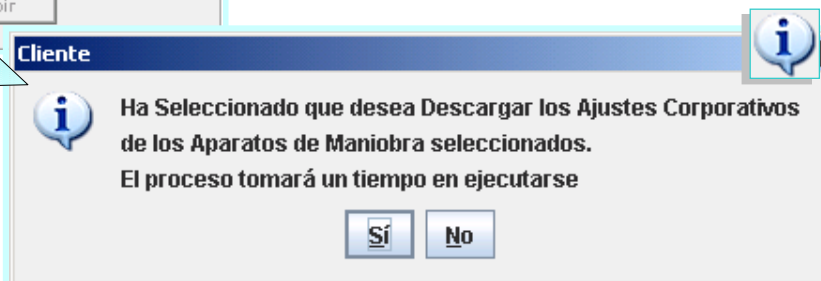 Cliente
Ha Seleccionado que desea Descargar los Ajustes Corporativos
de los Aparatos de Maniobra seleccionados.
El proceso tomará un tiempo en ejecutarse
Sí No